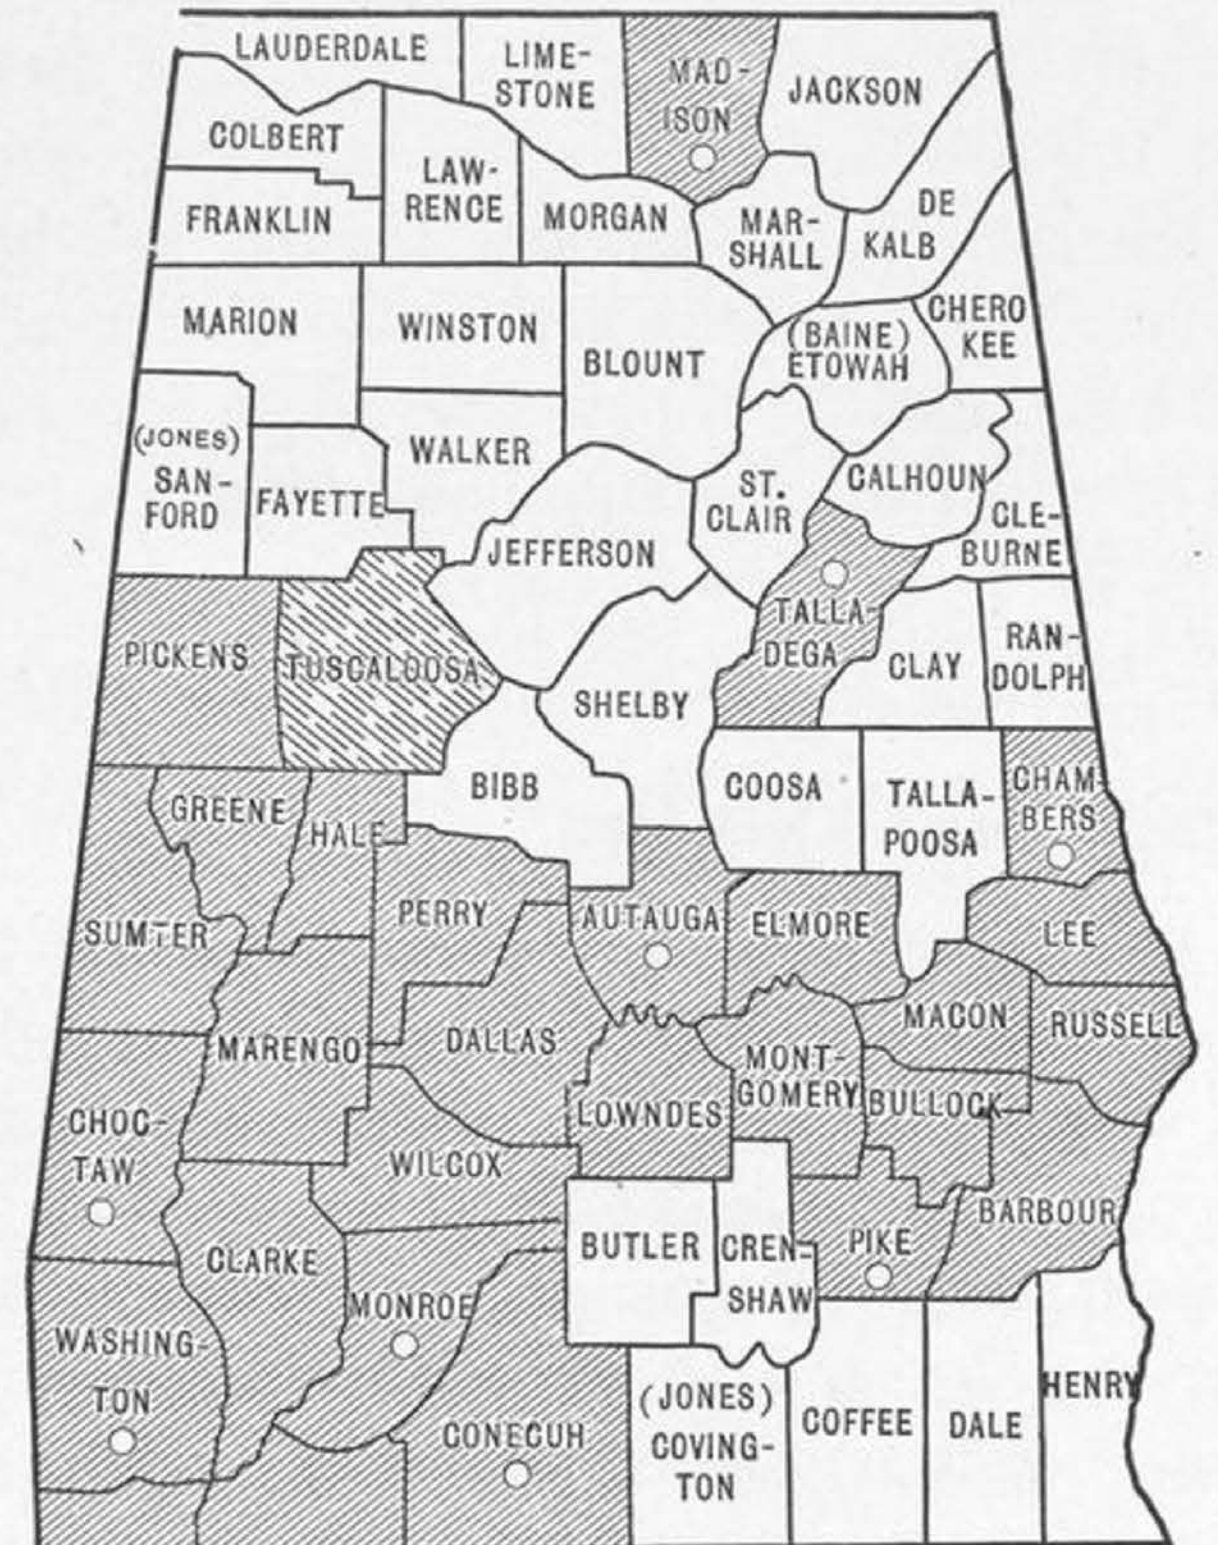 LAUDERDALE
LIME-
STONE
MAD-
ISON
JACKSON
COLBERT
LAW-
RENCE
FRANKLIN
MORGAN
MAR-
SHALL
DE
KALB
MARION
WINSTON
BLOUNT
(BAINE)
ETOWAH
CHERO
KEE
(JONES)
SAN-
FORD
FAYETTE
WALKER
JEFFERSON
ST.
CLAIR
CALHOUN
CLE-
BURNE
PICKENS
TUSCALOOSA
SHELBY
TALLA-
DEGA
CLAY
RAN-
DOLPH
GREENE
HALE
BIBB
COOSA
TALLA-
POOSA
CHAM-
BERS
SUMTER
PERRY
AUTAUGA
ELMORE
LEE
MARENGO
DALLAS
LOWNDES
MONT-
GOMERY
MACON
RUSSELL
BULLOCK
CHOC-
TAW
WILCOX
BARBOUR
CLARKE
BUTLER
CREN-
SHAW
PIKE
WASHING-
TON
MONROE
CONECUH
(JONES)
COVING-
TON
COFFEE
DALE
HENRY